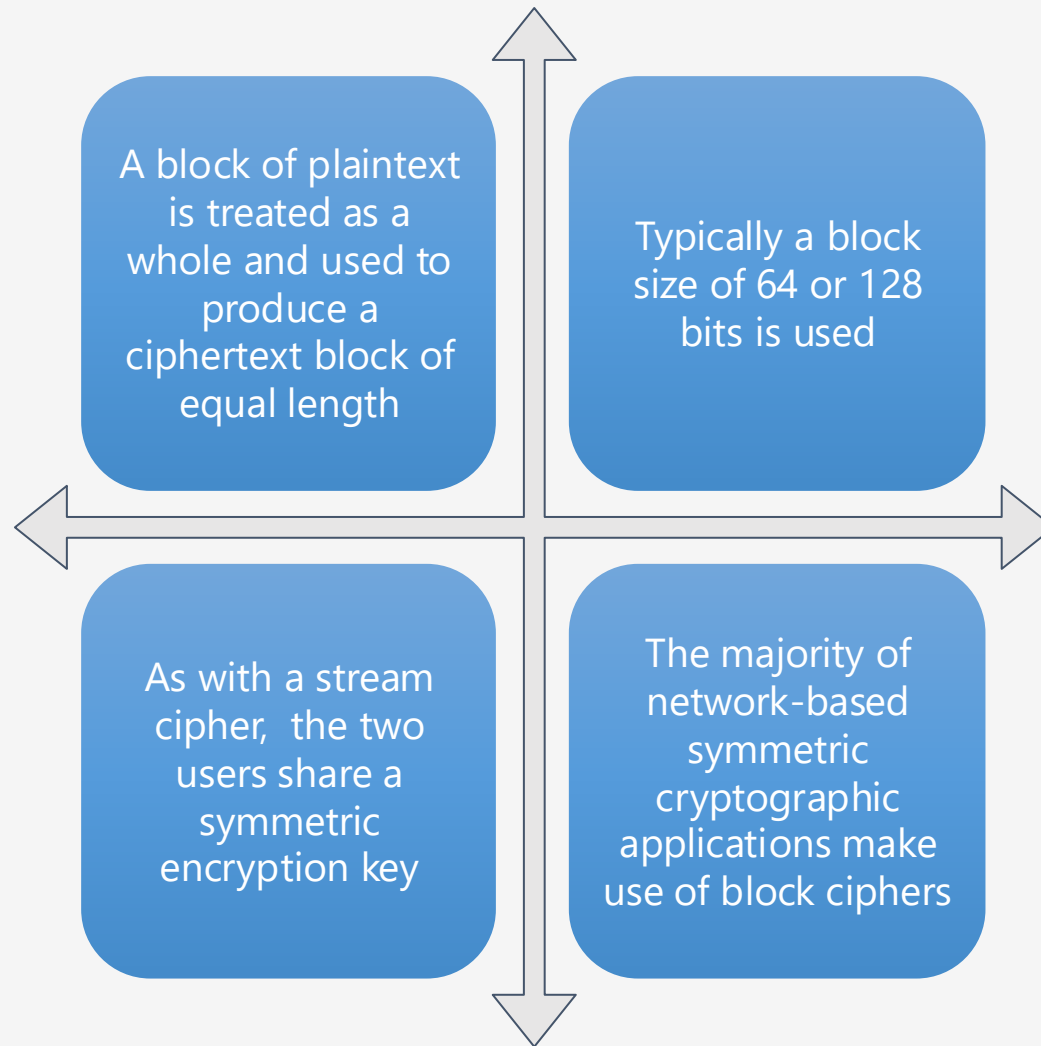 A block of plaintext
is treated as a
whole and used to
produce a
ciphertext block of
equal length
Typically a block
size of 64 or 128
bits is used
As with a stream
cipher,  the two
users share a
symmetric
encryption key
The majority of
network-based
symmetric
cryptographic
applications make
use of block ciphers